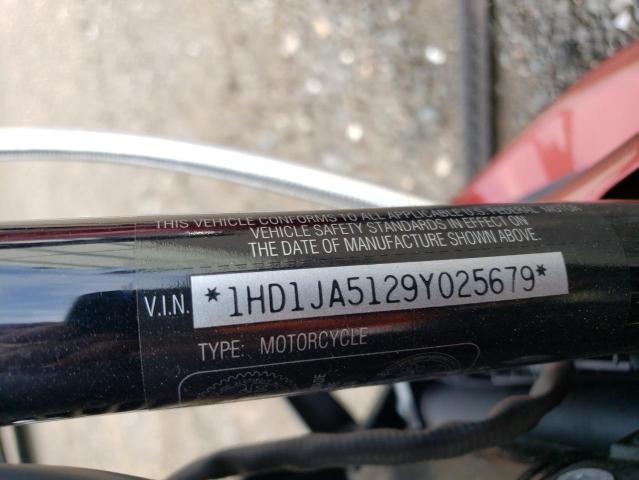 THIS VEHICLE CONFORMS TO ALL APPLICABLE U.S. MOTOR
VEHICLE SAFETY STANDARDS IN EFFECT ON
THE DATE OF MANUFACTURE SHOWN ABOVE.
V.I.N. *1HD1JA5129Y025679*
TYPE: MOTORCYCLE